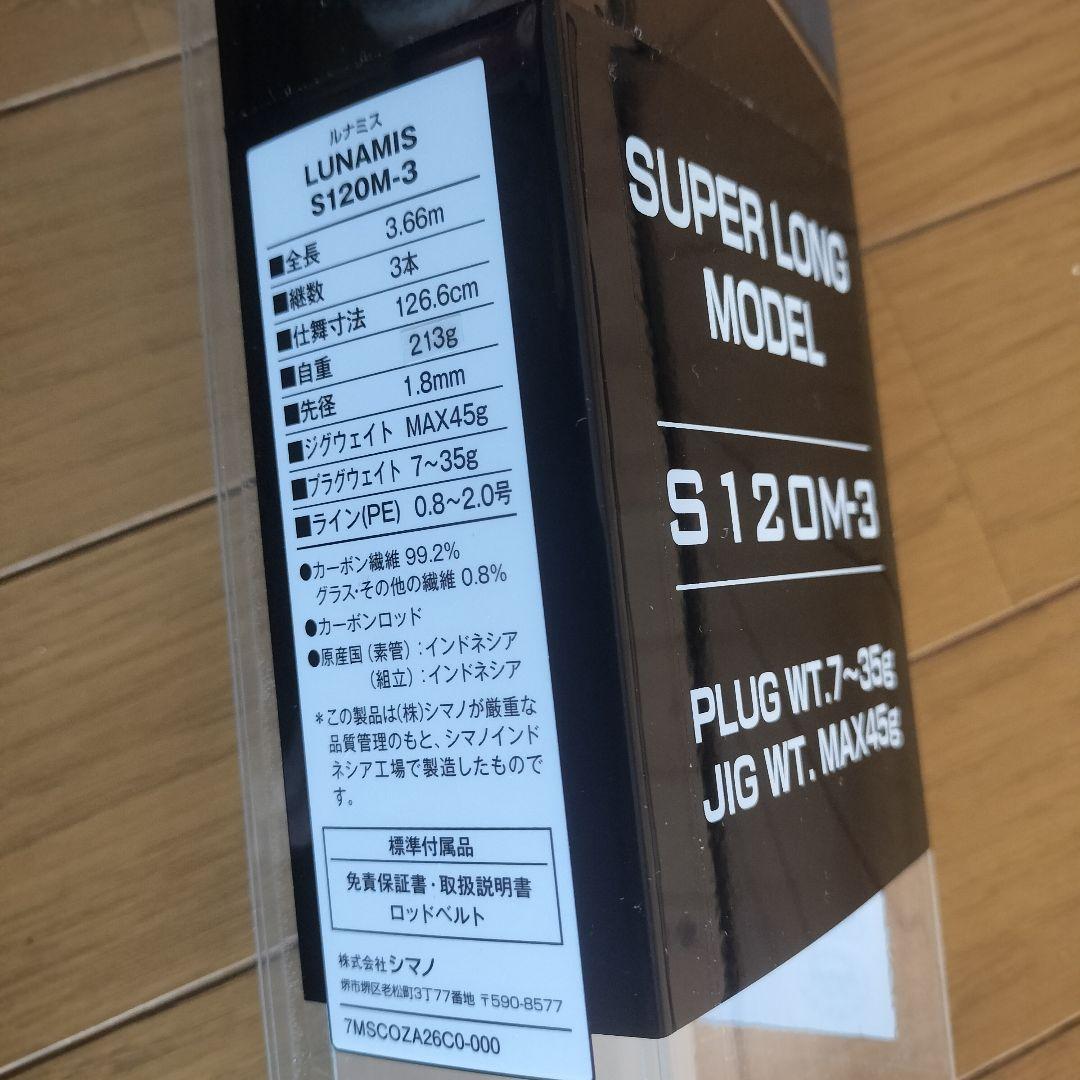 ルナミス
LUNAMIS
S120M-3
■全長 3.66m
■継数 3本
■仕舞寸法 126.6cm
■自重 213g
■先径 1.8mm
■ジグウェイト MAX45g
■プラグウェイト 7~35g
■ライン(PE) 0.8~2.0号
●カーボン繊維 99.2%
グラス・その他の繊維 0.8%
●カーボンロッド
●原産国(素管):インドネシア
(組立):インドネシア
*この製品は(株)シマノが厳重な
品質管理のもと、シマノインド
ネシア工場で製造したもので
す。
標準付属品
免責保証書・取扱説明書
ロッドベルト
株式会社シマノ
堺市堺区老松町3丁77番地 〒590-8577
7MSCOZA26C0-000
SUPER LONG
MODEL
S120M-3
PLUG WT.7~35g
JIG WT. MAX45g